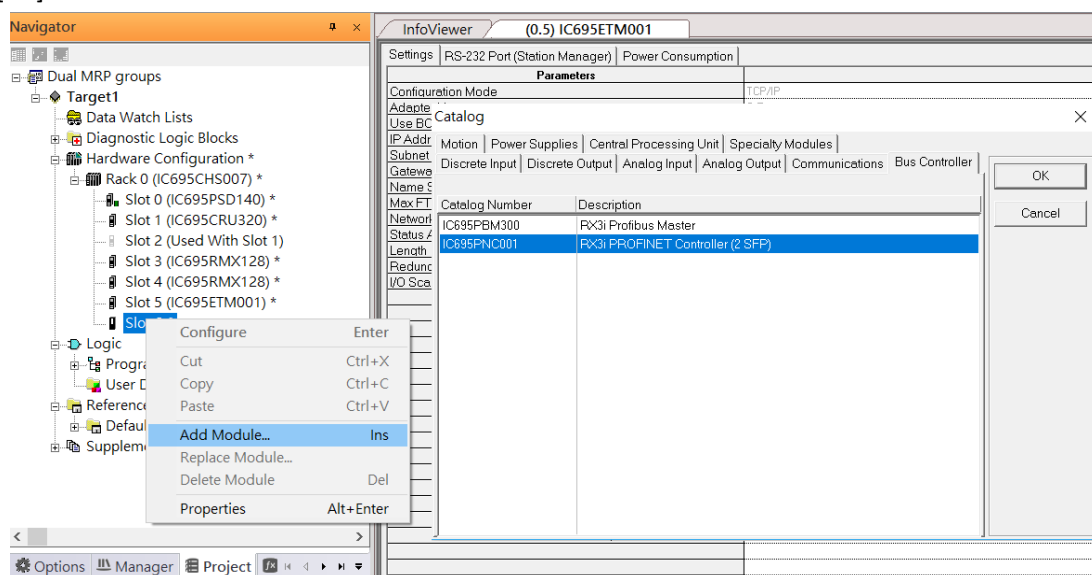 Navigator
Dual MRP groups
Target1
Data Watch Lists
Diagnostic Logic Blocks
Hardware Configuration *
Rack 0 (IC695CHS007) *
Slot 0 (IC695PSD140) *
Slot 1 (IC695CRU320) *
Slot 2 (Used With Slot 1)
Slot 3 (IC695RMX128) *
Slot 4 (IC695RMX128) *
Slot 5 (IC695ETM001) *
Logic
Configure Enter
Cut Ctrl+X
Copy Ctrl+C
Paste Ctrl+V
Add Module... Ins
Replace Module...
Delete Module Del
Properties Alt+Enter
Options Manager Project
InfoViewer (0.5) IC695ETM001
Settings RS-232 Port (Station Manager) Power Consumption
Parameters
Configuration Mode TCP/IP
Catalog
Motion Power Supplies Central Processing Unit Specialty Modules
Discrete Input Discrete Output Analog Input Analog Output Communications Bus Controller
Catalog Number Description
IC695PBM300 RX3i Profibus Master
IC695PNC001 RX3i PROFINET Controller (2 SFP)
OK
Cancel